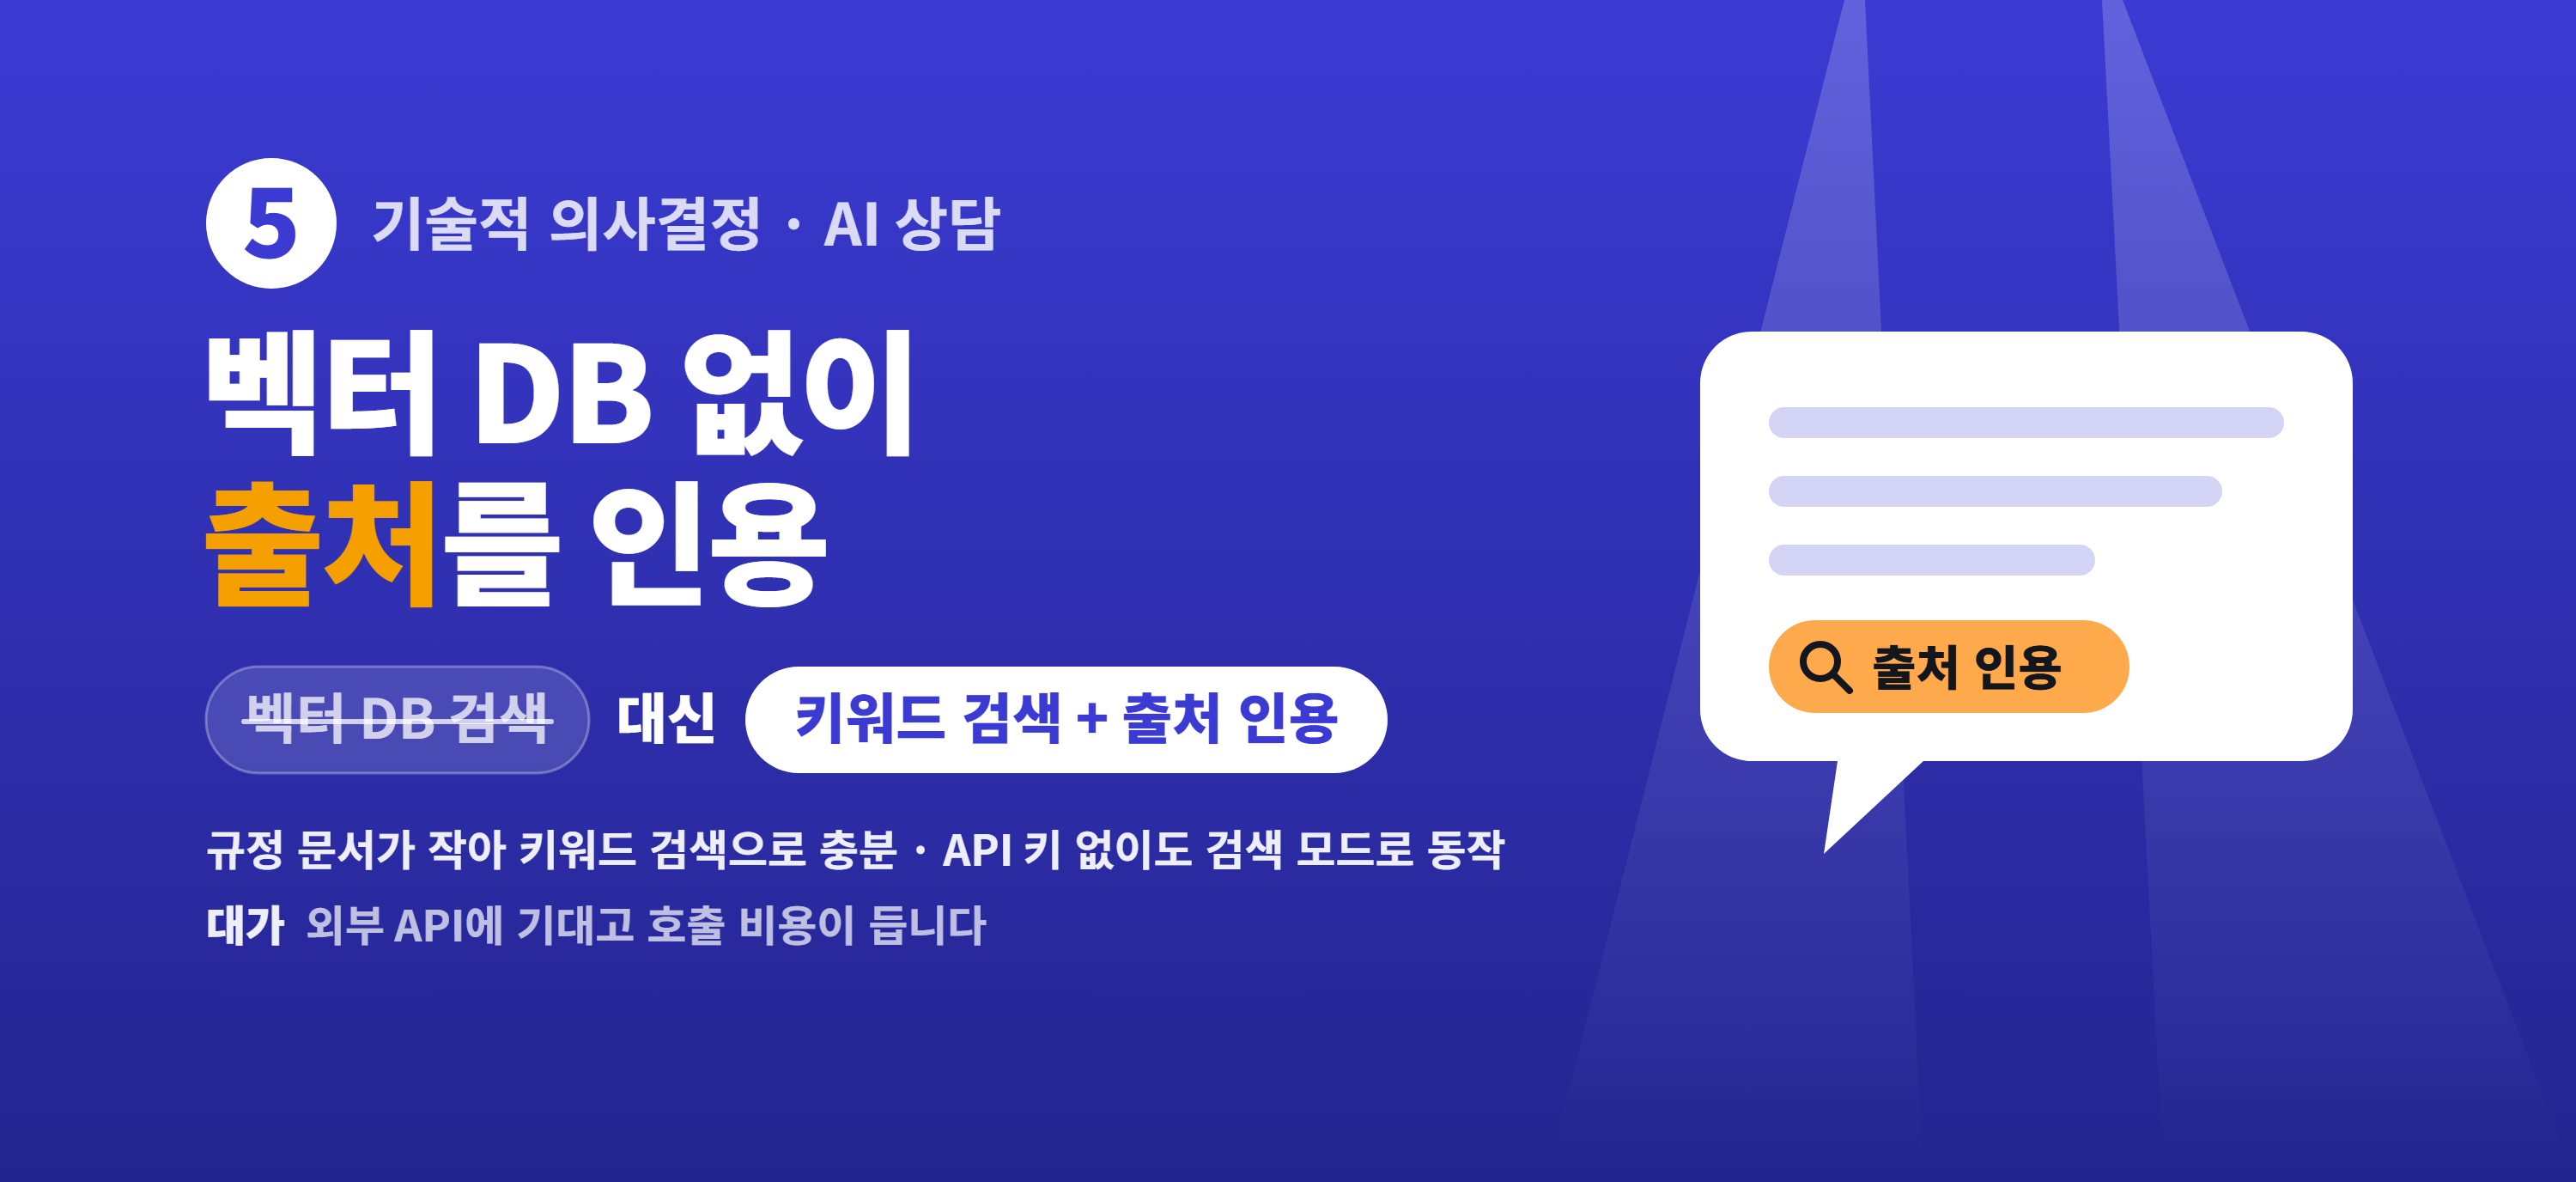 5 기술적 의사결정 · AI 상담
벡터 DB 없이
출처를 인용
벡터 DB 검색 대신 키워드 검색 + 출처 인용
규정 문서가 작아 키워드 검색으로 충분 · API 키 없이도 검색 모드로 동작
대가 외부 API에 기대고 호출 비용이 듭니다
출처 인용